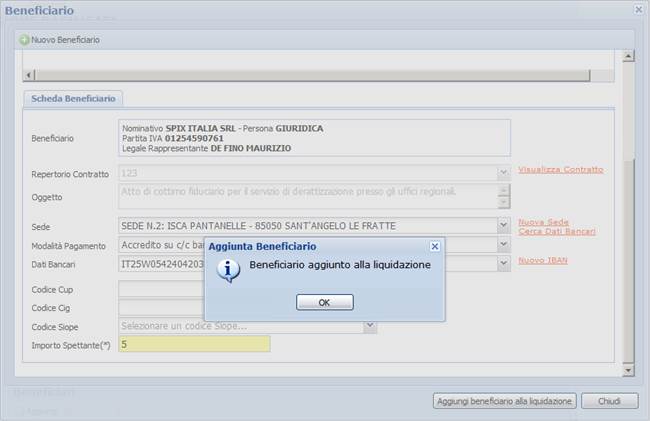 Beneficiario
Nuovo Beneficiario
Scheda Beneficiario
Beneficiario
Nominativo SPIX ITALIA SRL - Persona GIURIDICA
Partita IVA 01254590761
Legale Rappresentante DE FINO MAURIZIO
Repertorio Contratto 123 Visualizza Contratto
Oggetto Atto di cottimo fiduciario per il servizio di derattizzazione presso gli uffici regionali.
Sede SEDE N.2: ISCA PANTANELLE - 85050 SANT'ANGELO LE FRATTE Nuova Sede
Cerca Dati Bancari
Modalità Pagamento Accredito su c/c
Dati Bancari IT25W0542404203 Nuovo IBAN
Aggiunta Beneficiario
Beneficiario aggiunto alla liquidazione
OK
Codice Cup
Codice Cig
Codice Siope Selezionare un codice Siope...
Importo Spettante(*) 5
Aggiungi beneficiario alla liquidazione Chiudi